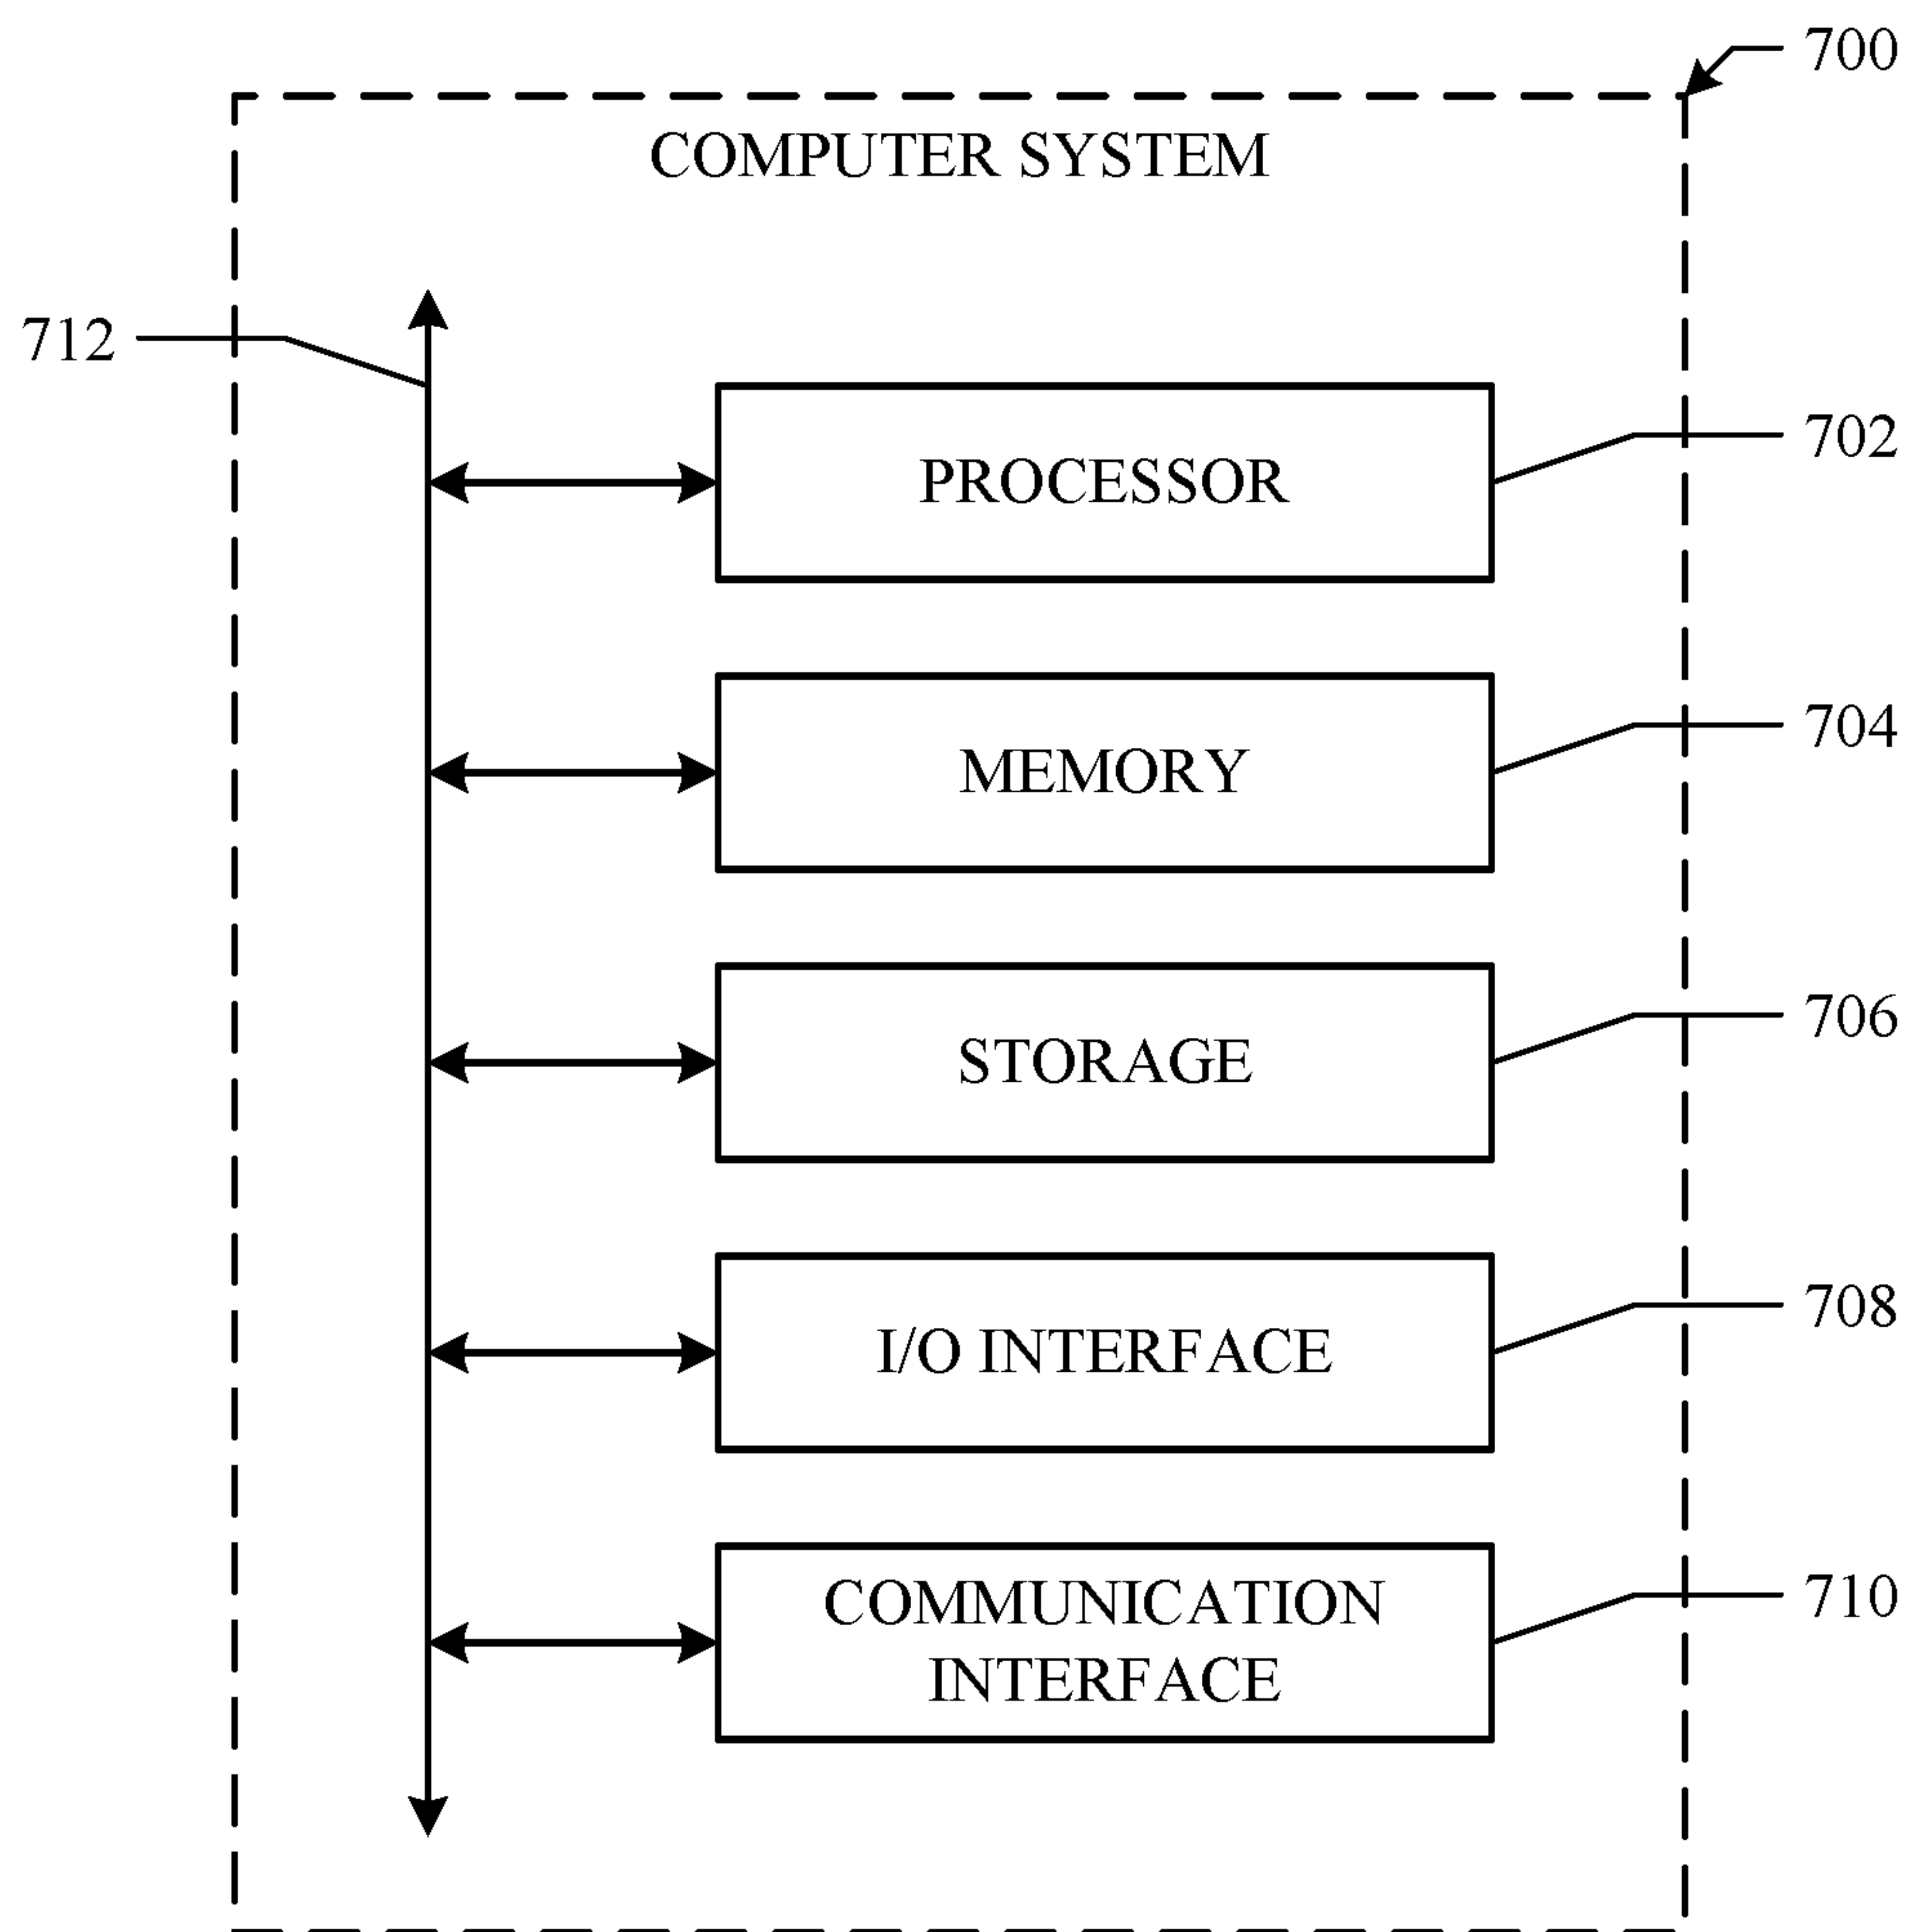 700
COMPUTER SYSTEM
712
PROCESSOR
702
MEMORY
704
STORAGE
706
I/O INTERFACE
708
COMMUNICATION
INTERFACE
710